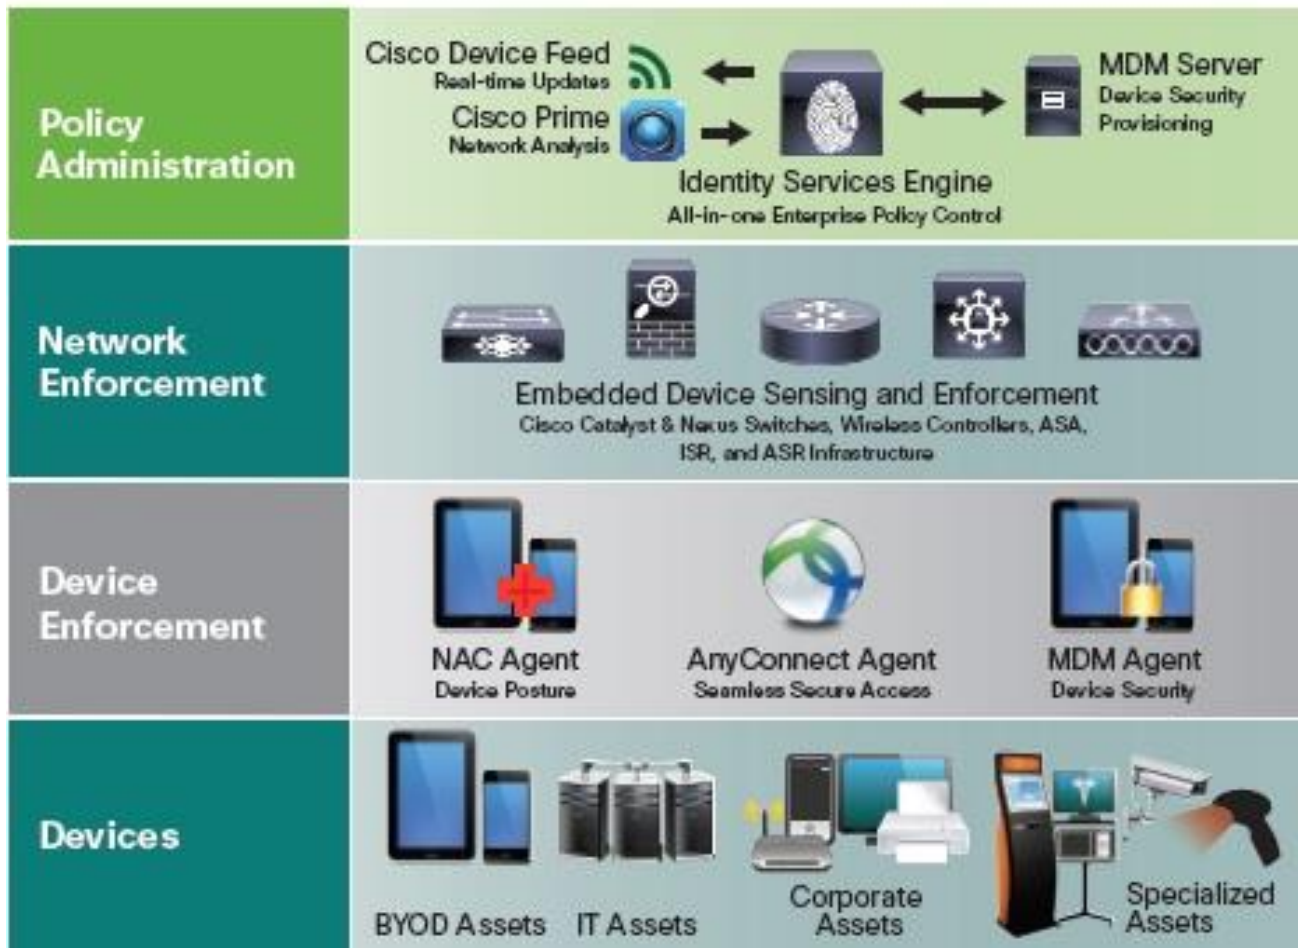 Policy
Administration
Cisco Device Feed
Real-time Updates
Cisco Prime
Network Analysis
MDM Server
Device Security
Provisioning
Identity Services Engine
All-in-one Enterprise Policy Control
Network
Enforcement
Embedded Device Sensing and Enforcement
Cisco Catalyst & Nexus Switches, Wireless Controllers, ASA,
ISR, and ASR Infrastructure
Device
Enforcement
NAC Agent
Device Posture
AnyConnect Agent
Seamless Secure Access
MDM Agent
Device Security
Devices
BYOD Assets
IT Assets
Corporate
Assets
Specialized
Assets